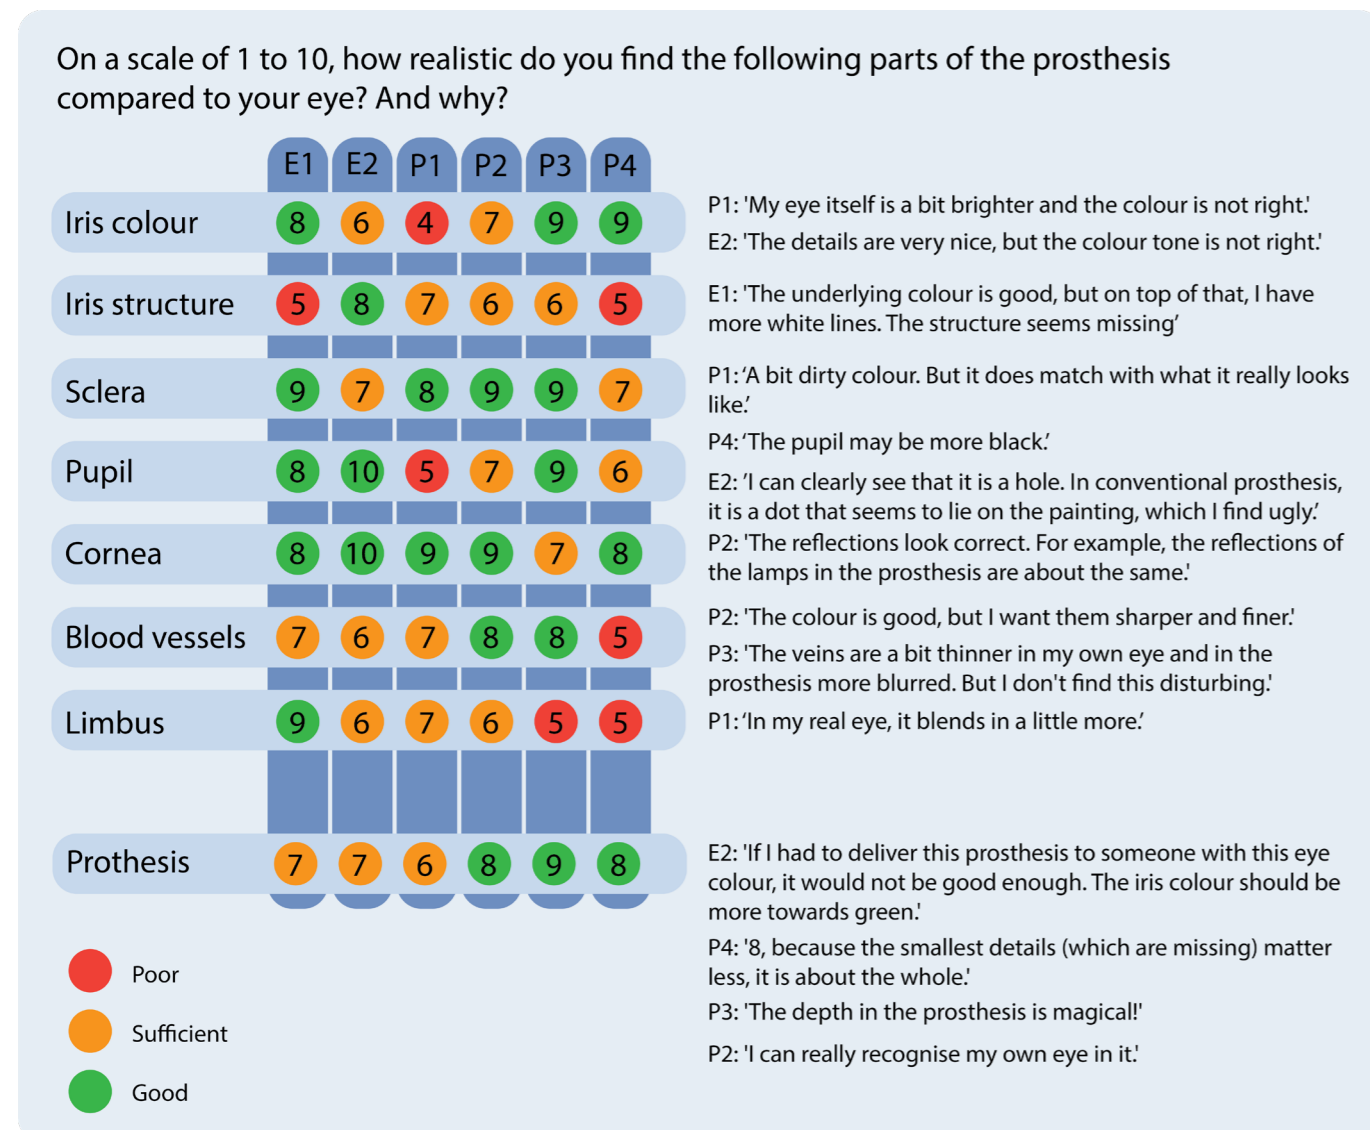 On a scale of 1 to 10, how realistic do you find the following parts of the prosthesis
compared to your eye? And why?
E1 E2 P1 P2 P3 P4
Iris colour 8 6 4 7 9 9
P1: 'My eye itself is a bit brighter and the colour is not right.'
E2: 'The details are very nice, but the colour tone is not right.'
Iris structure 5 8 7 6 6 5
E1: 'The underlying colour is good, but on top of that, I have
more white lines. The structure seems missing’
Sclera 9 7 8 9 9 7
P1: ‘A bit dirty colour. But it does match with what it really looks
like.’
Pupil 8 10 5 7 9 6
P4: ‘The pupil may be more black.’
E2: ‘I can clearly see that it is a hole. In conventional prosthesis,
it is a dot that seems to lie on the painting, which I find ugly.’
Cornea 8 10 9 9 7 8
P2: 'The reflections look correct. For example, the reflections of
the lamps in the prosthesis are about the same.'
Blood vessels 7 6 7 8 8 5
P2: 'The colour is good, but I want them sharper and finer.'
P3: 'The veins are a bit thinner in my own eye and in the
prosthesis more blurred. But I don't find this disturbing.'
Limbus 9 6 7 6 5 5
P1: ‘In my real eye, it blends in a little more.’
Prothesis 7 7 6 8 9 8
E2: 'If I had to deliver this prosthesis to someone with this eye
colour, it would not be good enough. The iris colour should be
more towards green.'
P4: '8, because the smallest details (which are missing) matter
less, it is about the whole.'
P3: 'The depth in the prosthesis is magical!'
P2: 'I can really recognise my own eye in it.'
Poor
Sufficient
Good